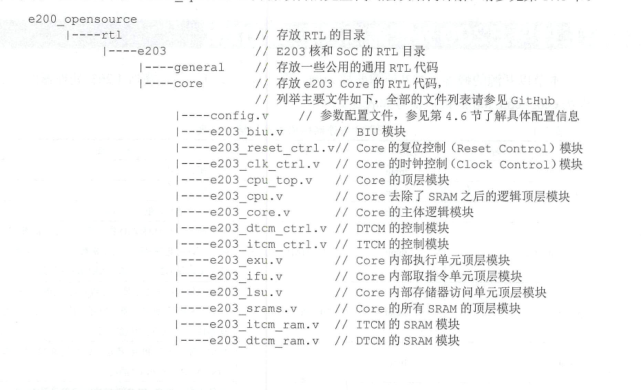 e200_opensource
|----rtl // 存放 RTL 的目录
|----e203 // E203 核和 SoC 的 RTL 目录
|----general // 存放一些公用的通用 RTL 代码
|----core // 存放 e203 Core 的 RTL 代码，
// 列举主要文件如下，全部的文件列表请参见 GitHub
|----config.v // 参数配置文件，参见第 4.6 节了解具体配置信息
|----e203_biu.v // BIU 模块
|----e203_reset_ctrl.v// Core 的复位控制（Reset Control）模块
|----e203_clk_ctrl.v // Core 的时钟控制（Clock Control）模块
|----e203_cpu_top.v // Core 的顶层模块
|----e203_cpu.v // Core 去除了 SRAM 之后的逻辑顶层模块
|----e203_core.v // Core 的主体逻辑模块
|----e203_dtcm_ctrl.v // DTCM 的控制模块
|----e203_itcm_ctrl.v // ITCM 的控制模块
|----e203_exu.v // Core 内部执行单元顶层模块
|----e203_ifu.v // Core 内部取指令单元顶层模块
|----e203_lsu.v // Core 内部存储器访问单元顶层模块
|----e203_srams.v // Core 的所有 SRAM 的顶层模块
|----e203_itcm_ram.v // ITCM 的 SRAM 模块
|----e203_dtcm_ram.v // DTCM 的 SRAM 模块